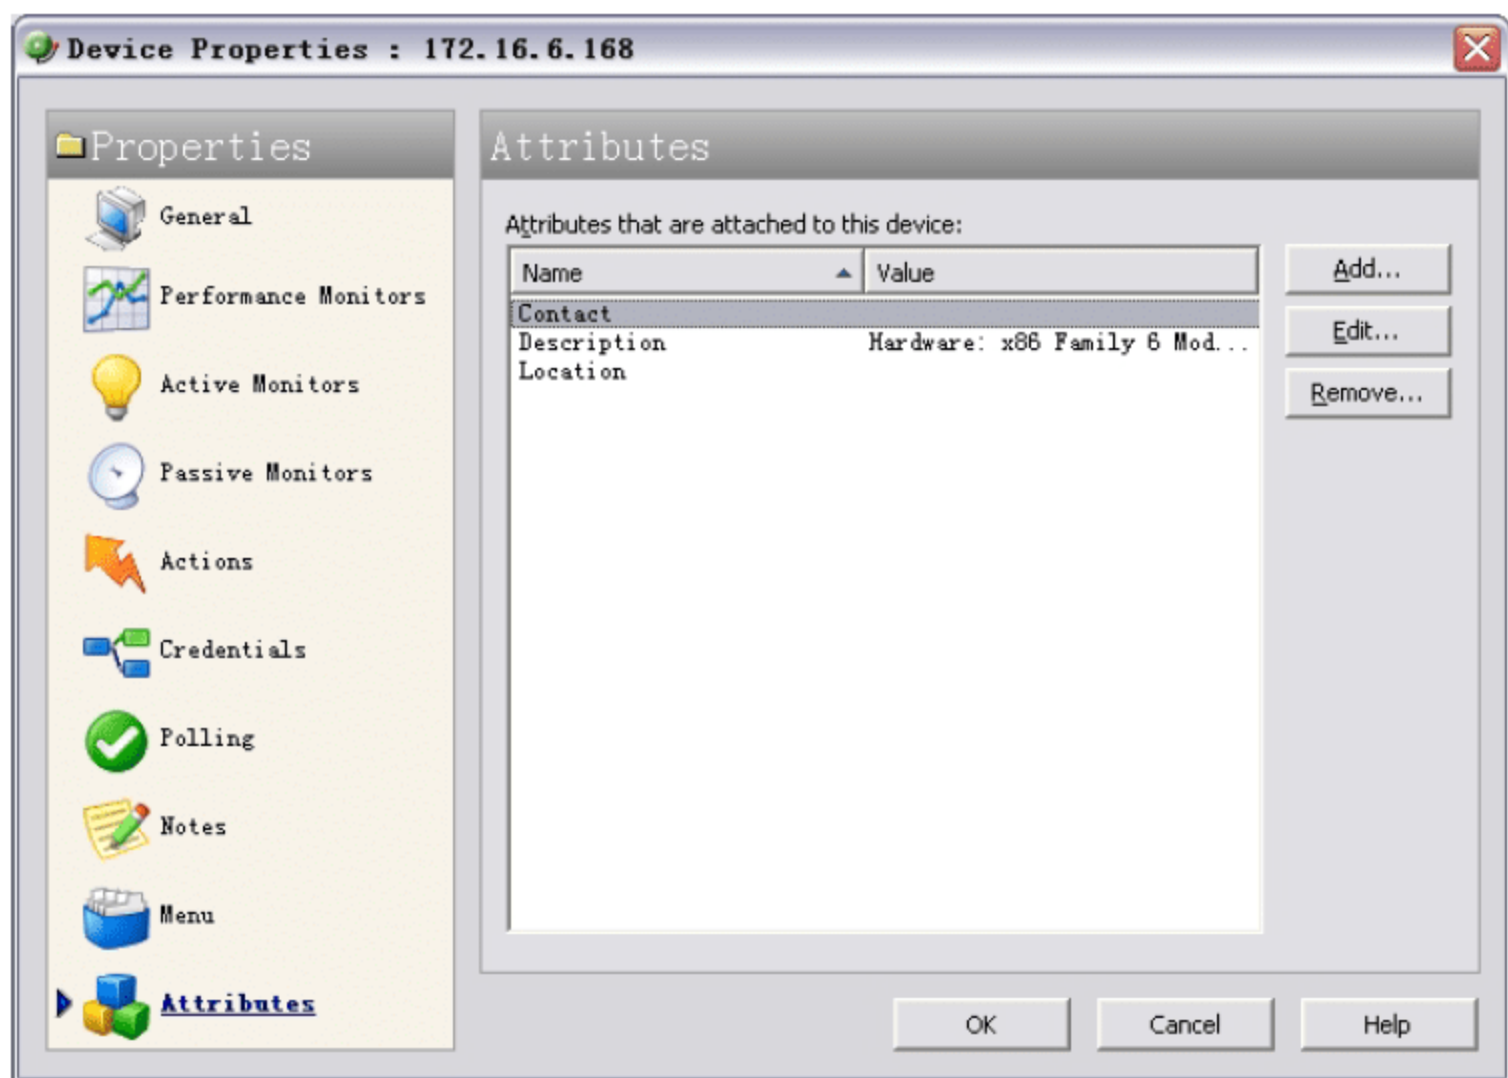 Device Properties : 172.16.6.168
Properties
General
Performance Monitors
Active Monitors
Passive Monitors
Actions
Credentials
Polling
Notes
Menu
Attributes
Attributes
Attributes that are attached to this device:
Name Value
Contact
Description Hardware: x86 Family 6 Mod...
Location
Add...
Edit...
Remove...
OK Cancel Help